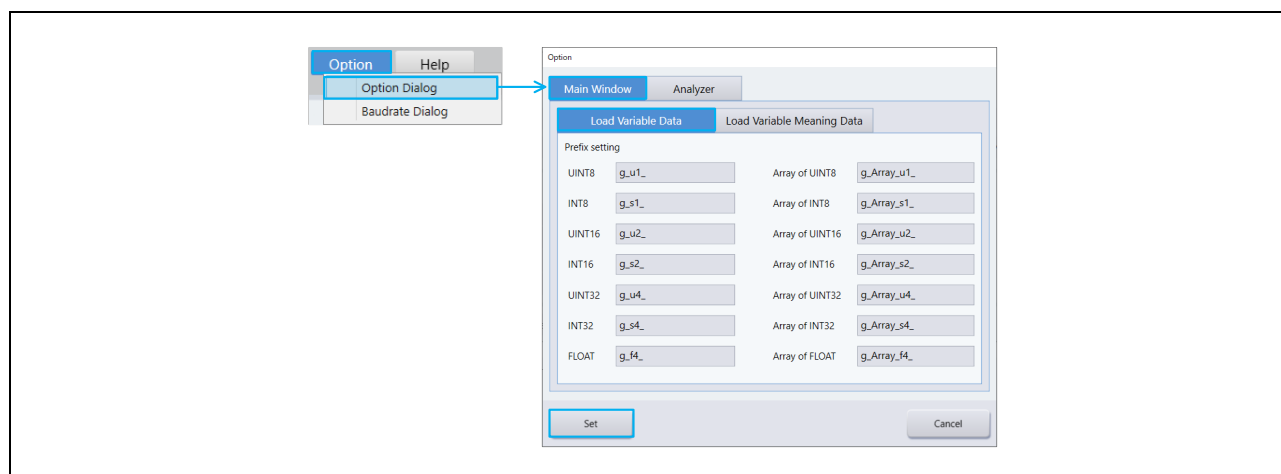 Option Help
Option Dialog
Baudrate Dialog
Option
Main Window Analyzer
Load Variable Data Load Variable Meaning Data
Prefix setting
UINT8 g_u1_ Array of UINT8 g_Array_u1_
INT8 g_s1_ Array of INT8 g_Array_s1_
UINT16 g_u2_ Array of UINT16 g_Array_u2_
INT16 g_s2_ Array of INT16 g_Array_s2_
UINT32 g_u4_ Array of UINT32 g_Array_u4_
INT32 g_s4_ Array of INT32 g_Array_s4_
FLOAT g_f4_ Array of FLOAT g_Array_f4_
Set Cancel